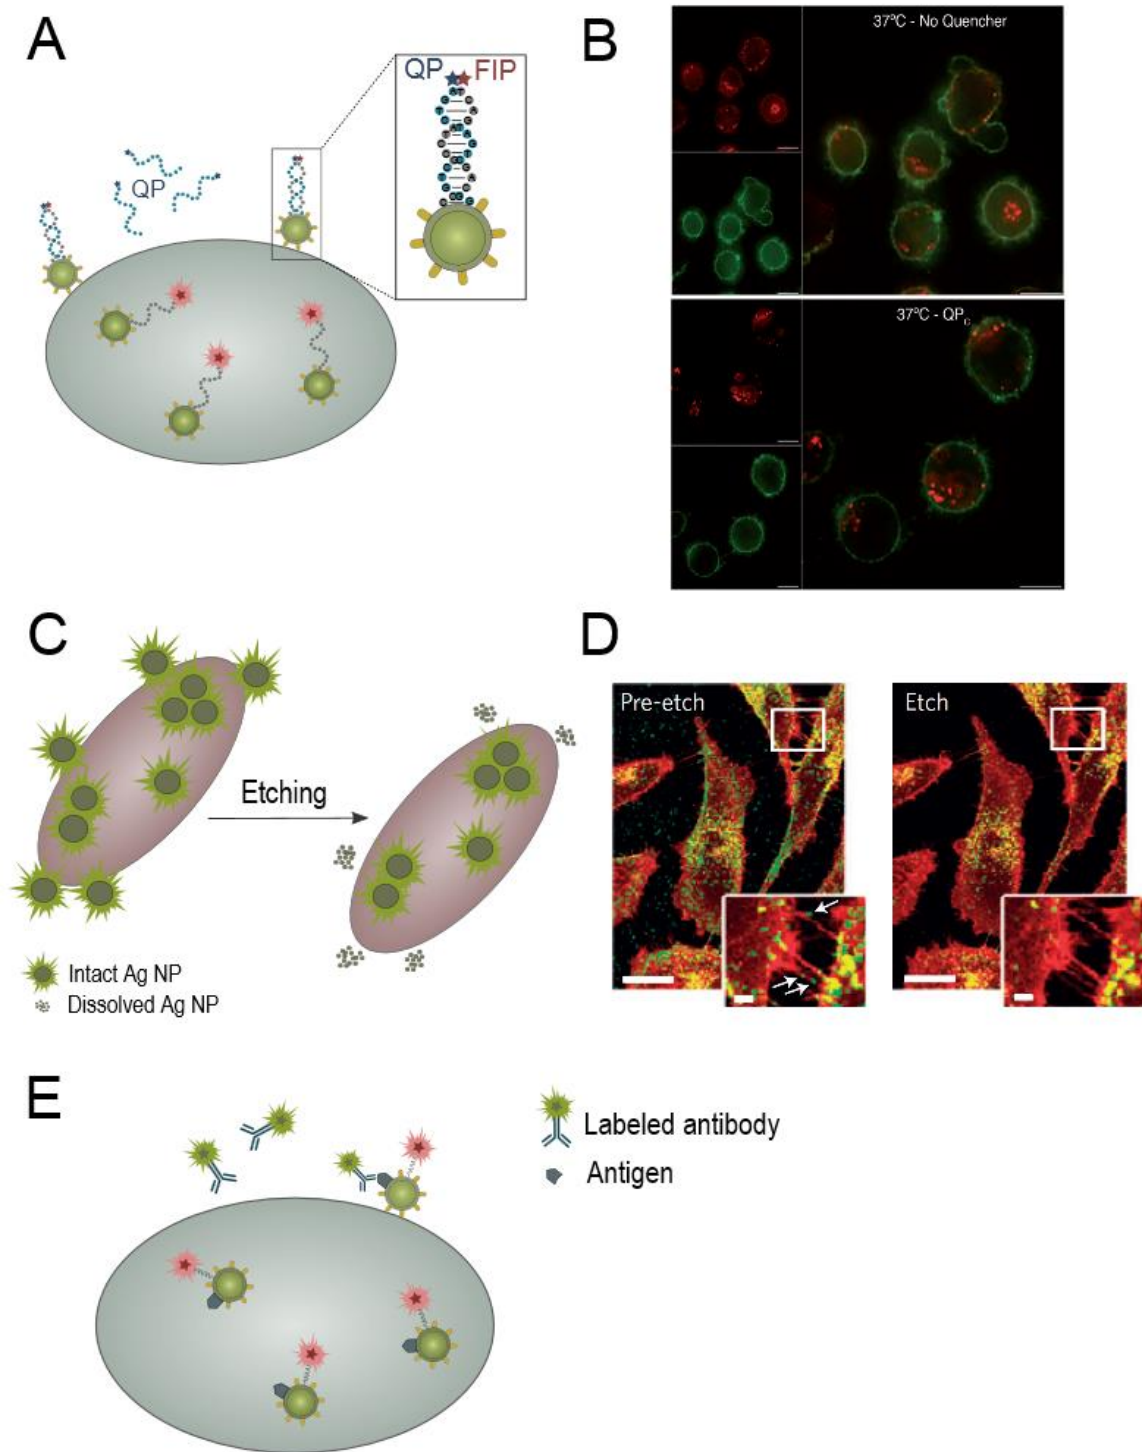 A
QP
FIP
QP
B
37ºC - No Quencher
37ºC - QPC
C
Etching
Intact Ag NP
Dissolved Ag NP
D
Pre-etch
Etch
E
Labeled antibody
Antigen